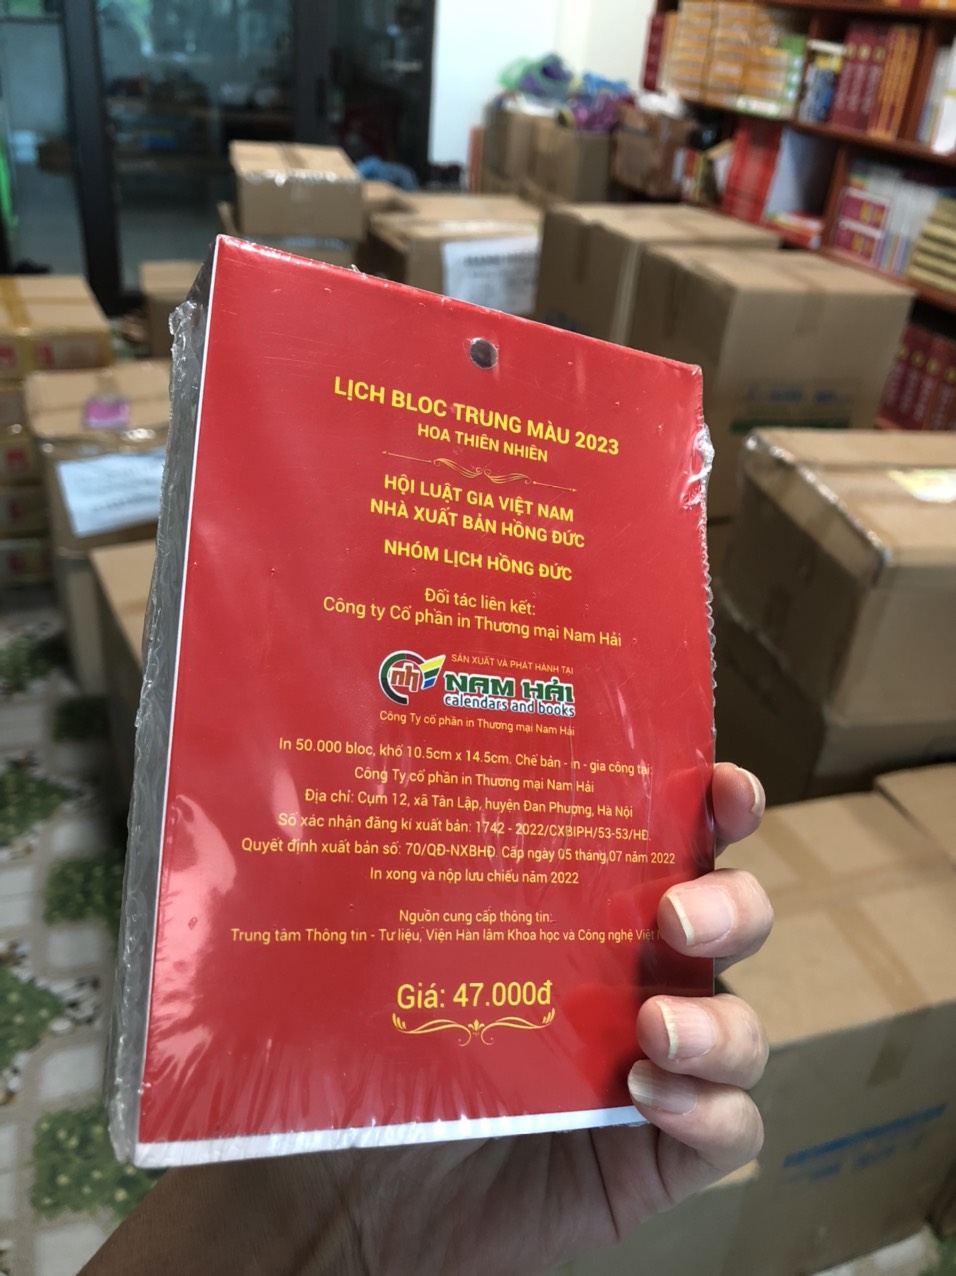 LỊCH BLOC TRUNG MÀU 2023
HOA THIÊN NHIÊN
HỘI LUẬT GIA VIỆT NAM
NHÀ XUẤT BẢN HỒNG ĐỨC
NHÓM LỊCH HỒNG ĐỨC
Đối tác liên kết:
Công ty Cổ phần in Thương mại Nam Hải
SẢN XUẤT VÀ PHÁT HÀNH TẠI
nh
NAM HẢI
calendars and books
Công Ty cổ phần in Thương mại Nam Hải
In 50.000 bloc, khổ 10.5cm x 14.5cm. Chế bản - in - gia công tại:
Công Ty cổ phần in Thương mại Nam Hải
Địa chỉ: Cụm 12, xã Tân Lập, huyện Đan Phượng, Hà Nội
Số xác nhận đăng kí xuất bản: 1742 - 2022/CXBIPH/53-53/HĐ.
Quyết định xuất bản số: 70/QĐ-NXBHĐ. Cấp ngày 05 tháng 07 năm 2022
In xong và nộp lưu chiểu năm 2022
Nguồn cung cấp thông tin:
Trung tâm Thông tin - Tư liệu, Viện Hàn lâm Khoa học và Công nghệ Việt
Giá: 47.000đ